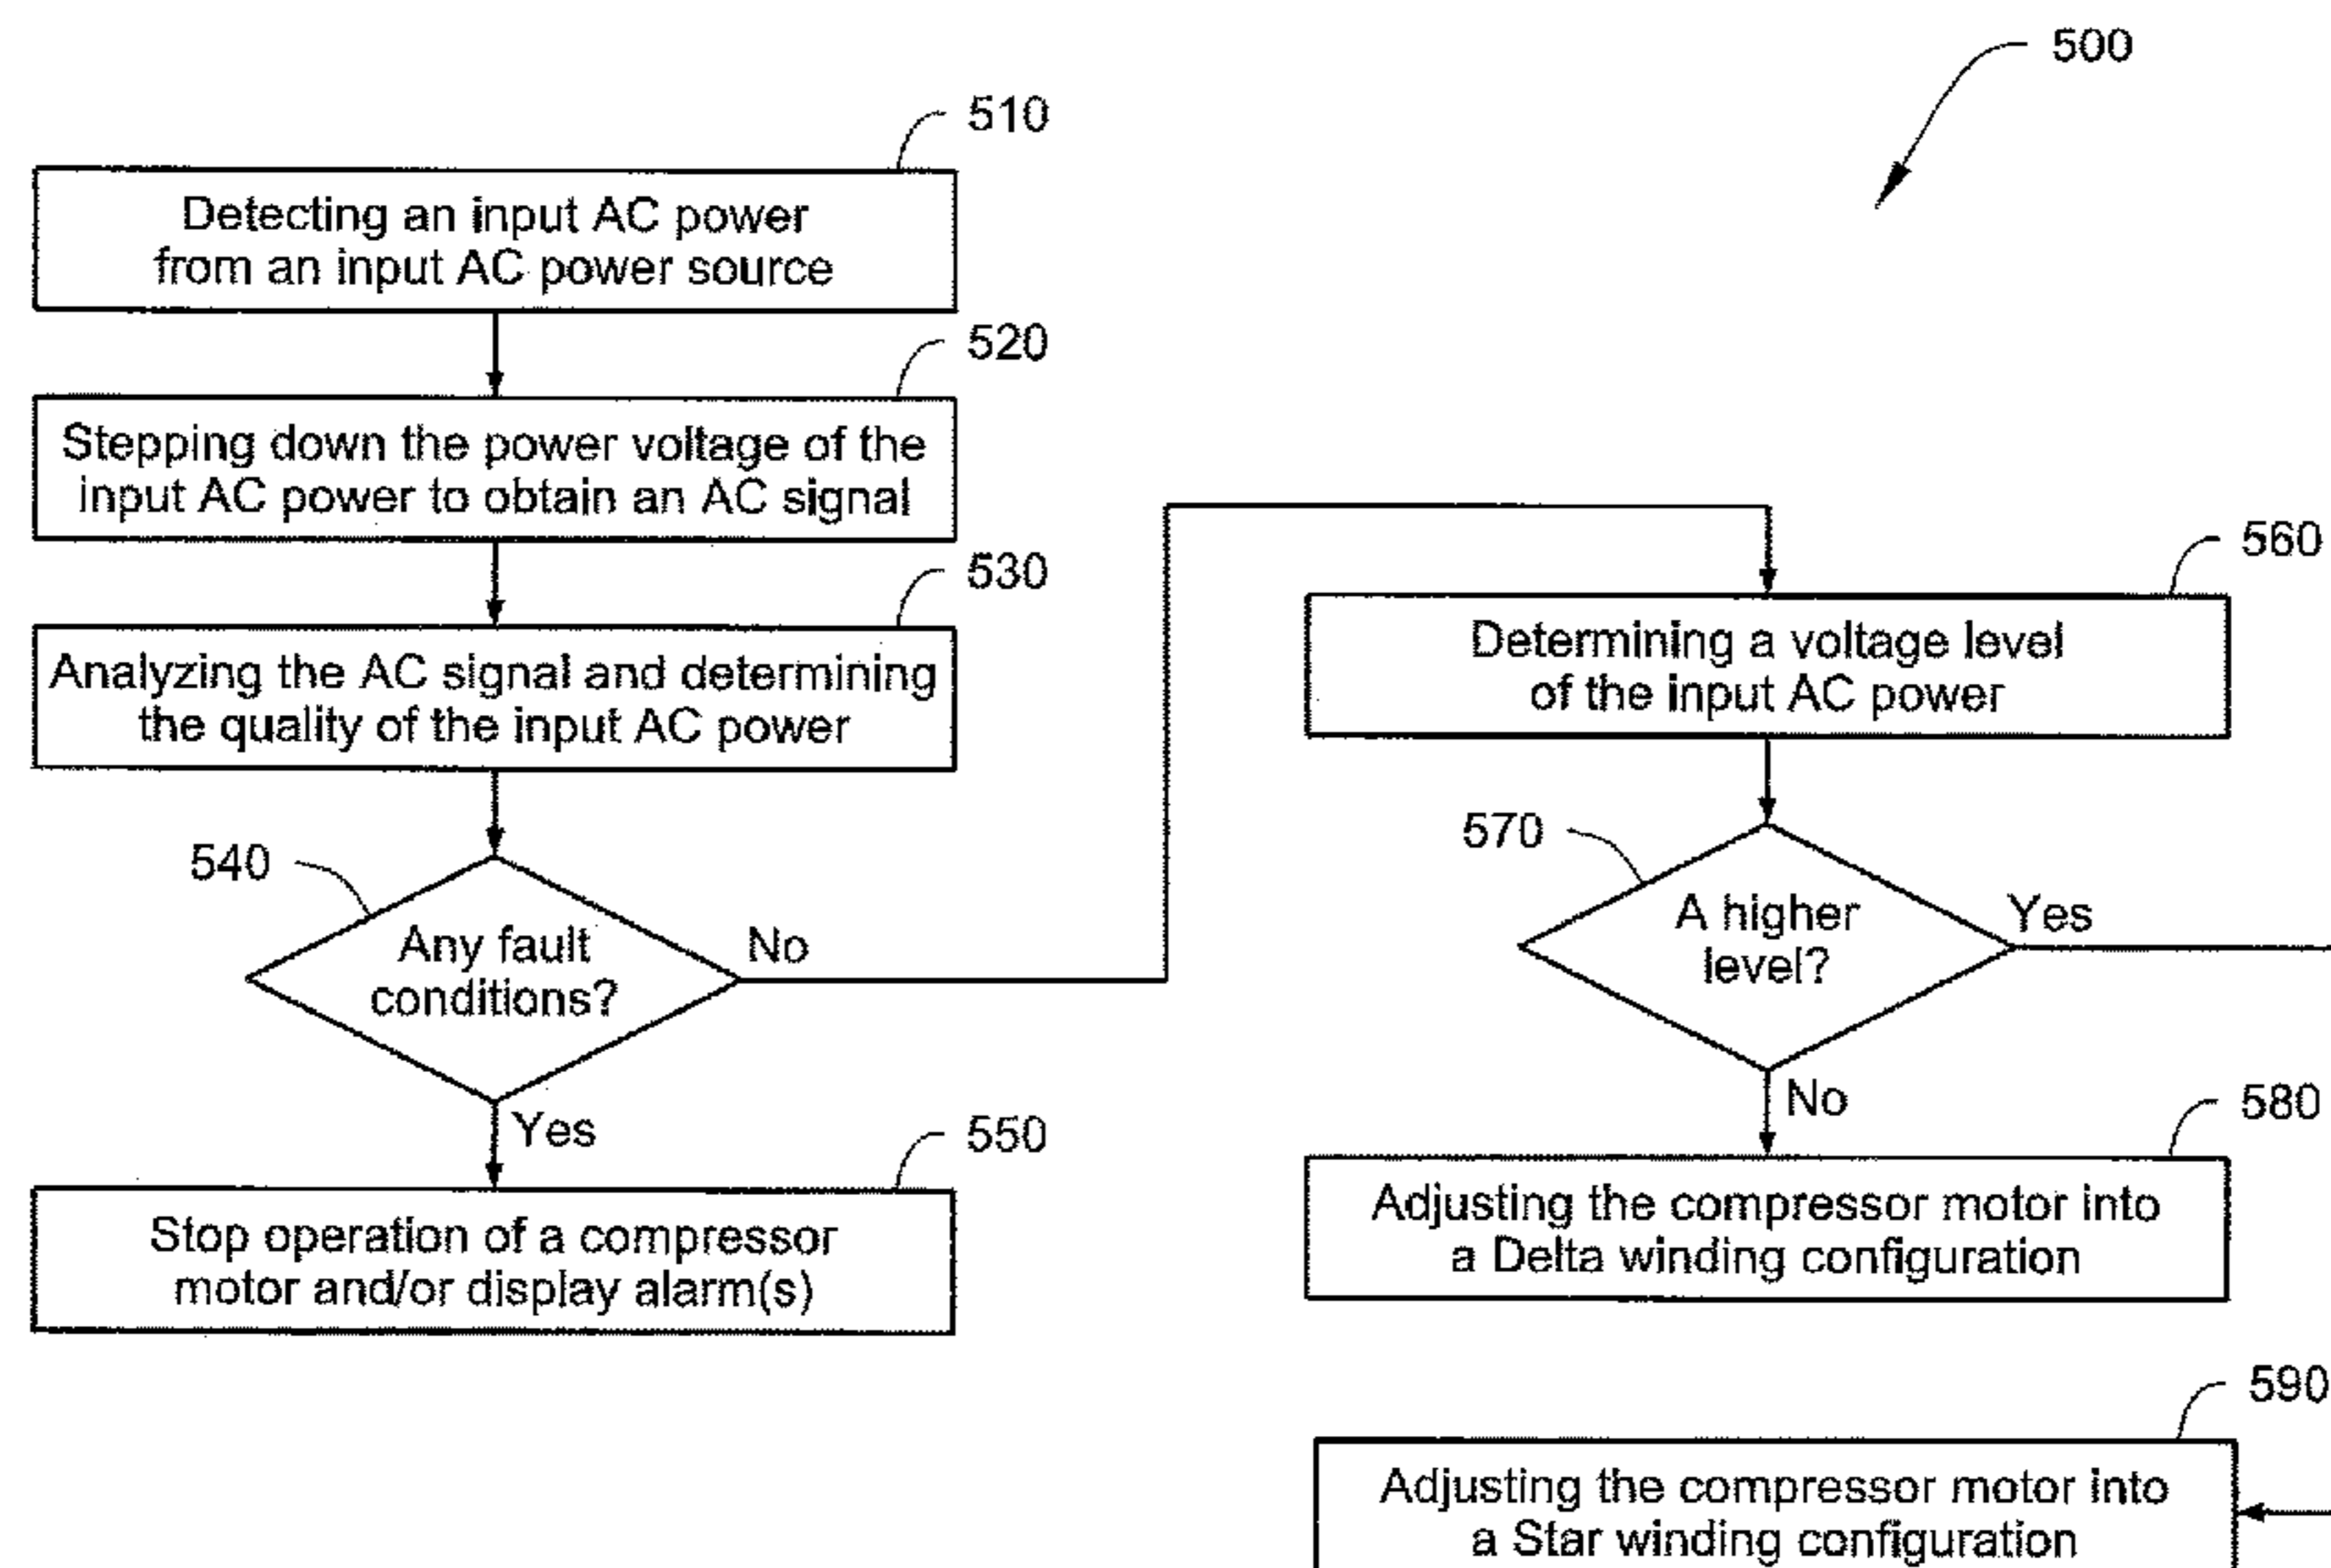 500
510
Detecting an input AC power
from an input AC power source
520
Stepping down the power voltage of the
input AC power to obtain an AC signal
530
Analyzing the AC signal and determining
the quality of the input AC power
540
Any fault
conditions?
No
Yes
550
Stop operation of a compressor
motor and/or display alarm(s)
560
Determining a voltage level
of the input AC power
570
A higher
level?
Yes
No
580
Adjusting the compressor motor into
a Delta winding configuration
590
Adjusting the compressor motor into
a Star winding configuration